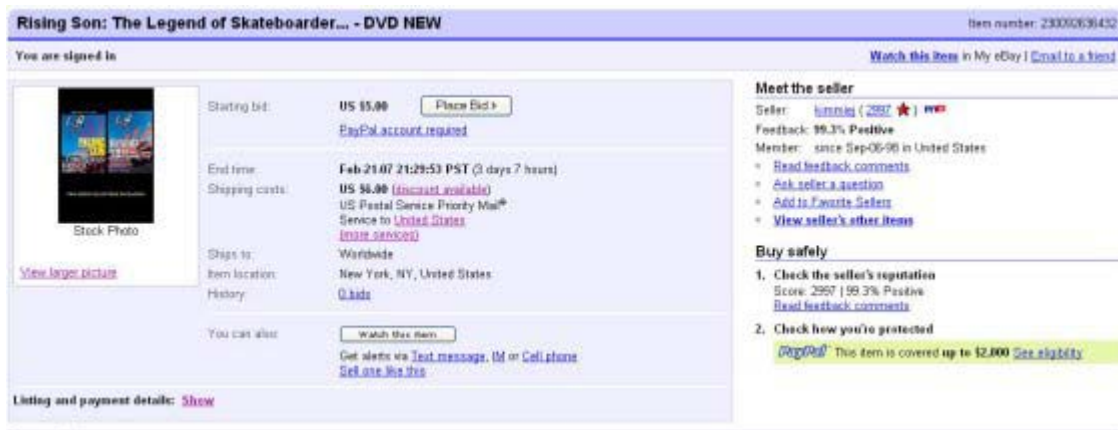 Rising Son: The Legend of Skateboarder... - DVD NEW
Item number: 230092636432
You are signed in
Watch this item in My eBay | Email to a friend
Stock Photo
View larger picture
Starting bid: US $5.00 Place Bid >
PayPal account required
End time: Feb-21-07 21:29:53 PST (3 days 7 hours)
Shipping costs: US $6.00 (discount available)
US Postal Service Priority Mail®
Service to United States
(more services)
Ships to: Worldwide
Item location: New York, NY, United States
History: 0 bids
You can also: Watch this item
Get alerts via Text message, IM or Cell phone
Sell one like this
Listing and payment details: Show
Meet the seller
Seller: ( 2997 )
Feedback: 99.3% Positive
Member: since Sep-06-98 in United States
Read feedback comments
Ask seller a question
Add to Favorite Sellers
View seller's other items
Buy safely
1. Check the seller's reputation
Score: 2997 | 99.3% Positive
Read feedback comments
2. Check how you're protected
PayPal This item is covered up to $2,000 See eligibility